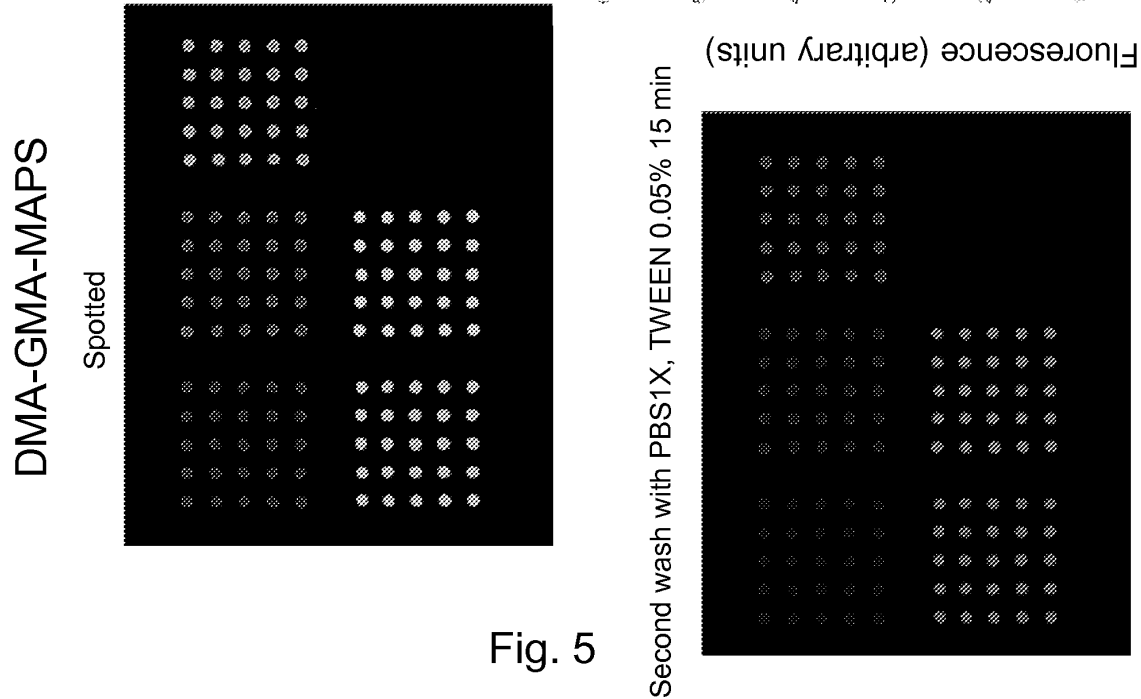 DMA-GMA-MAPS
Spotted
Fluorescence (arbitrary units)
Second wash with PBS1X, TWEEN 0.05% 15 min
Fig. 5